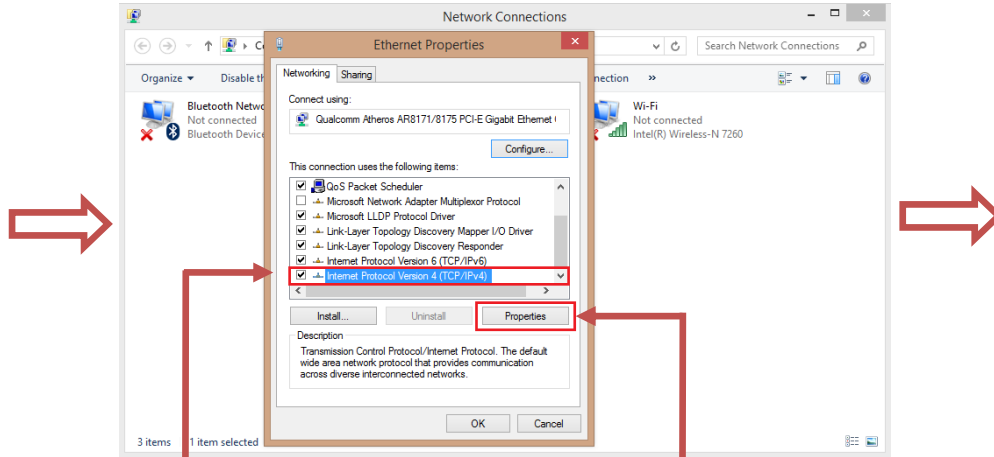 Network Connections
Search Network Connections
Organize
Disable th
nection
»
Bluetooth Netwo
Not connected
Bluetooth Device
Wi-Fi
Not connected
Intel(R) Wireless-N 7260
Ethernet Properties
Networking
Sharing
Connect using:
Qualcomm Atheros AR8171/8175 PCI-E Gigabit Ethernet
Configure...
This connection uses the following items:
QoS Packet Scheduler
Microsoft Network Adapter Multiplexor Protocol
Microsoft LLDP Protocol Driver
Link-Layer Topology Discovery Mapper I/O Driver
Link-Layer Topology Discovery Responder
Internet Protocol Version 6 (TCP/IPv6)
Internet Protocol Version 4 (TCP/IPv4)
Install...
Uninstall
Properties
Description
Transmission Control Protocol/Internet Protocol. The default
wide area network protocol that provides communication
across diverse interconnected networks.
OK
Cancel
3 items
1 item selected